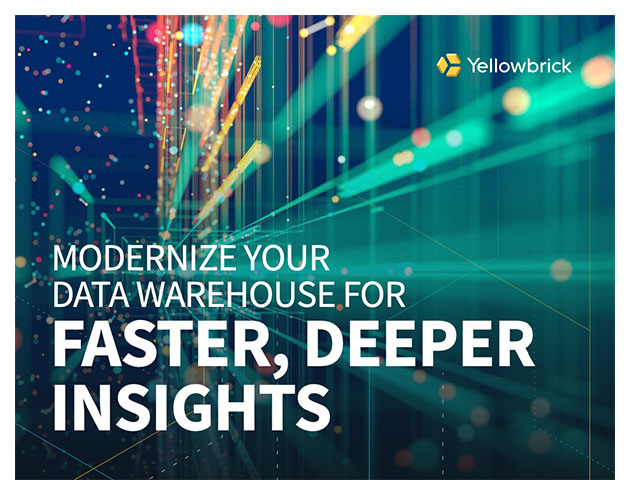 Yellowbrick
MODERNIZE YOUR
DATA WAREHOUSE FOR
FASTER, DEEPER
INSIGHTS